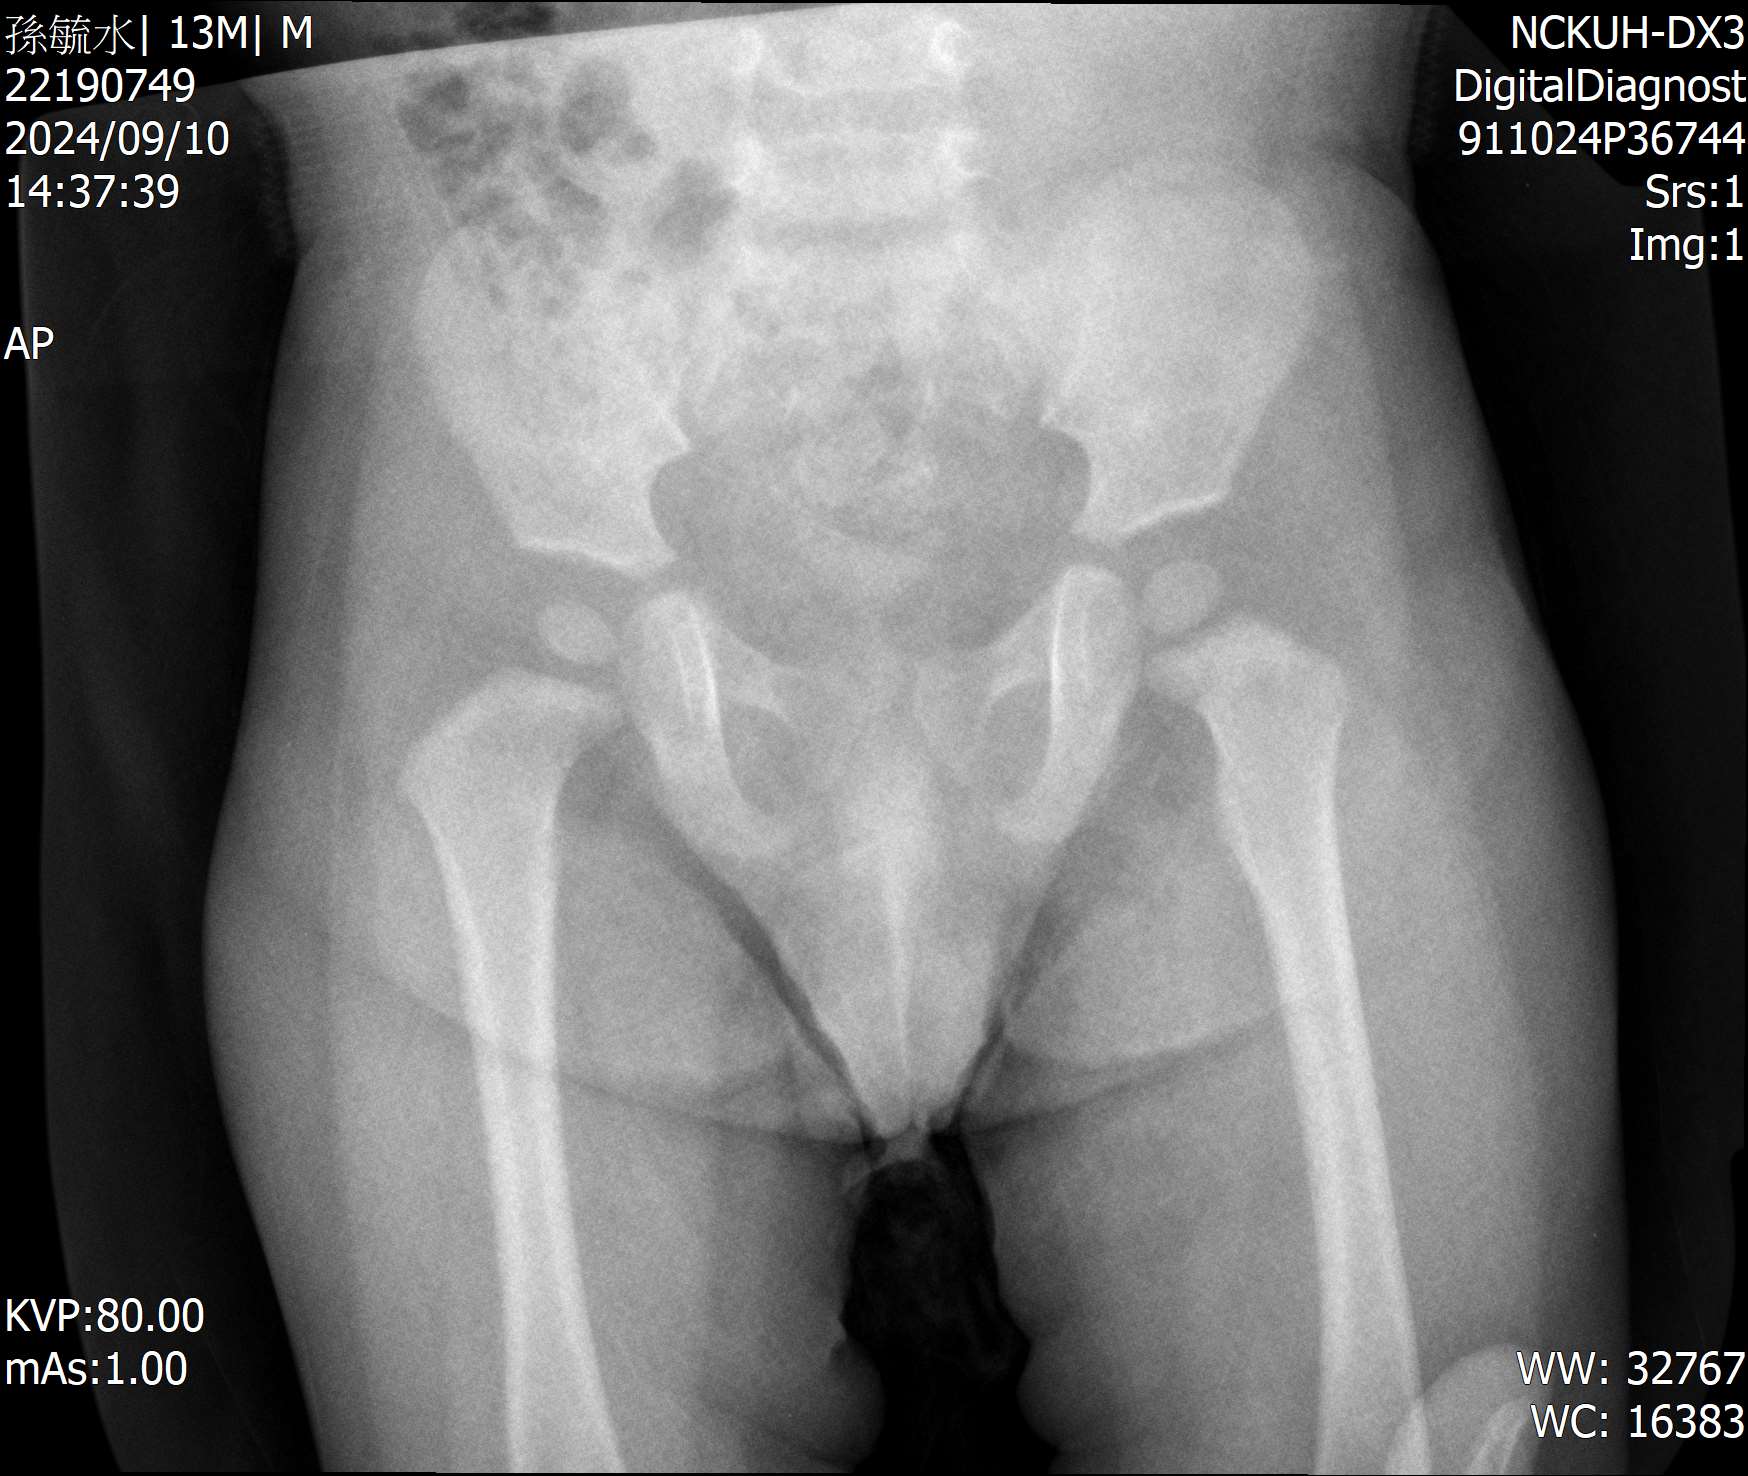 孫毓水| 13M| M
22190749
2024/09/10
14:37:39
AP
NCKUH-DX3
DigitalDiagnost
911024P36744
Srs:1
Img:1
KVP:80.00
mAs:1.00
WW: 32767
WC: 16383